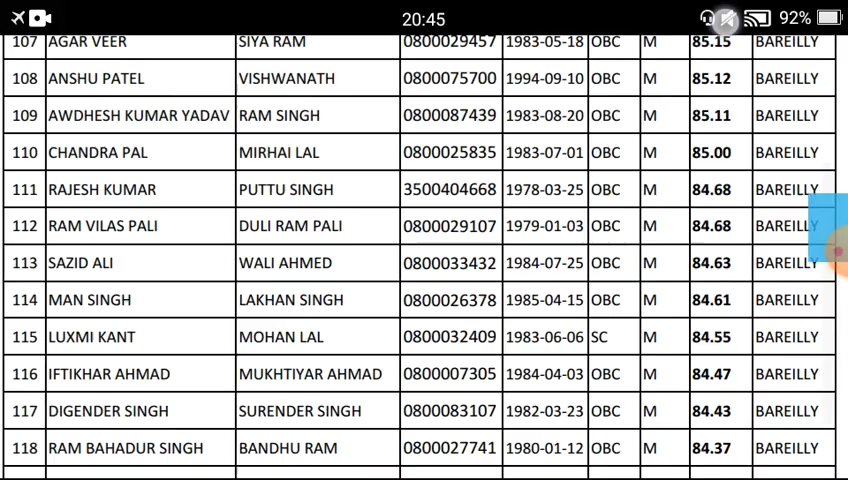 20:45 92%
107 AGAR VEER SIYA RAM 0800029457 1983-05-18 OBC M 85.15 BAREILLY
108 ANSHU PATEL VISHWANATH 0800075700 1994-09-10 OBC M 85.12 BAREILLY
109 AWDHESH KUMAR YADAV RAM SINGH 0800087439 1983-08-20 OBC M 85.11 BAREILLY
110 CHANDRA PAL MIRHAI LAL 0800025835 1983-07-01 OBC M 85.00 BAREILLY
111 RAJESH KUMAR PUTTU SINGH 3500404668 1978-03-25 OBC M 84.68 BAREILLY
112 RAM VILAS PALI DULI RAM PALI 0800029107 1979-01-03 OBC M 84.68 BAREILLY
113 SAZID ALI WALI AHMED 0800033432 1984-07-25 OBC M 84.63 BAREILLY
114 MAN SINGH LAKHAN SINGH 0800026378 1985-04-15 OBC M 84.61 BAREILLY
115 LUXMI KANT MOHAN LAL 0800032409 1983-06-06 SC M 84.55 BAREILLY
116 IFTIKHAR AHMAD MUKHTIYAR AHMAD 0800007305 1984-04-03 OBC M 84.47 BAREILLY
117 DIGENDER SINGH SURENDER SINGH 0800083107 1982-03-23 OBC M 84.43 BAREILLY
118 RAM BAHADUR SINGH BANDHU RAM 0800027741 1980-01-12 OBC M 84.37 BAREILLY